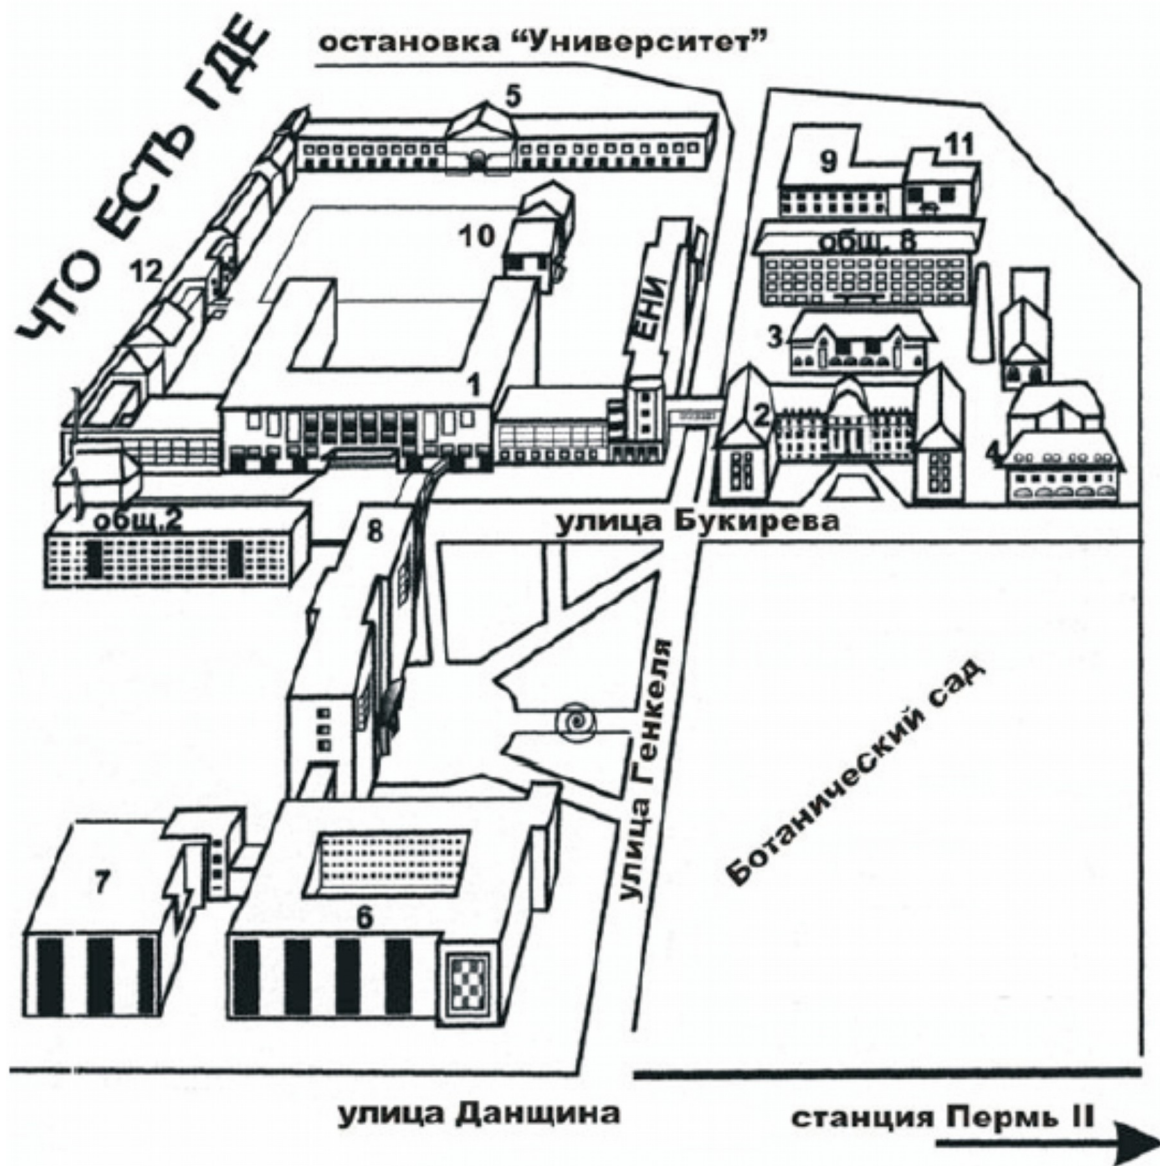 остановка “Университет”
ЧТО ЕСТЬ ГДЕ
5
9
11
10
общ. 8
12
ЕНИ
3
1
2
4
общ.2
8
улица Букирева
улица Генкеля
Ботанический сад
7
6
улица Данщина
станция Пермь II